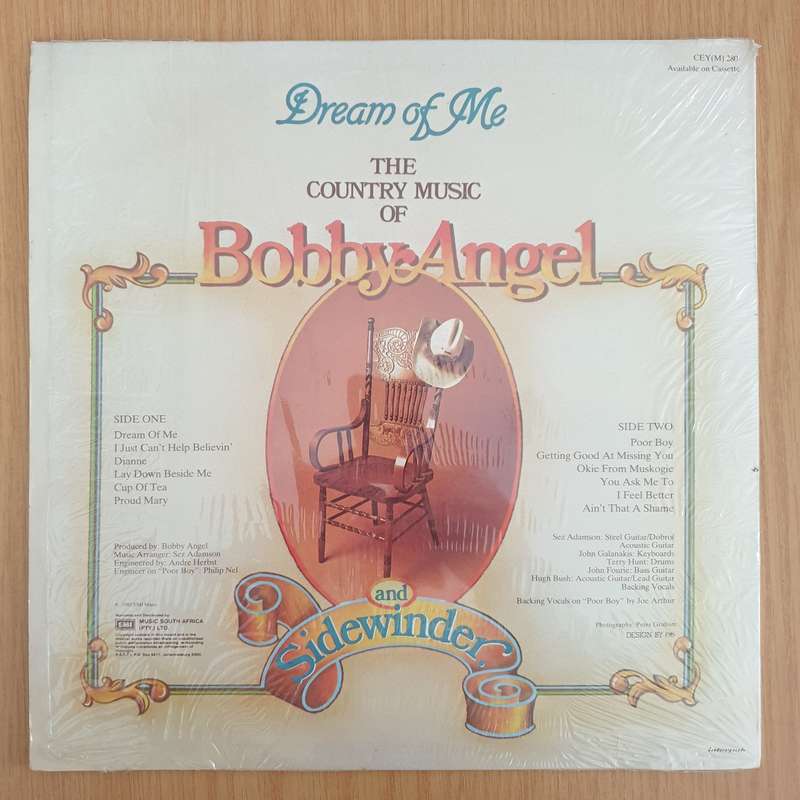 CEY(M) 280
Available on Cassette
Dream of Me
THE
COUNTRY MUSIC
OF
Bobby Angel
SIDE ONE
Dream Of Me
I Just Can't Help Believin'
Dianne
Lay Down Beside Me
Cup Of Tea
Proud Mary
SIDE TWO
Poor Boy
Getting Good At Missing You
Okie From Muskogie
You Ask Me To
I Feel Better
Ain't That A Shame
Produced by: Bobby Angel
Music Arranger: Sez Adamson
Engineered by: Andre Herbst
Engineer on "Poor Boy": Philip Nel
Sez Adamson: Steel Guitar/Dobro/
Acoustic Guitar
John Galanakis: Keyboards
Terry Hunt: Drums
John Fourie: Bass Guitar
Hugh Bush: Acoustic Guitar/Lead Guitar
Backing Vocals
Backing Vocals on "Poor Boy" by Joe Arthur
Photography:
DESIGN BY
and
Sidewinder
EMI
MUSIC SOUTH AFRICA
(PTY) LTD.
interpak